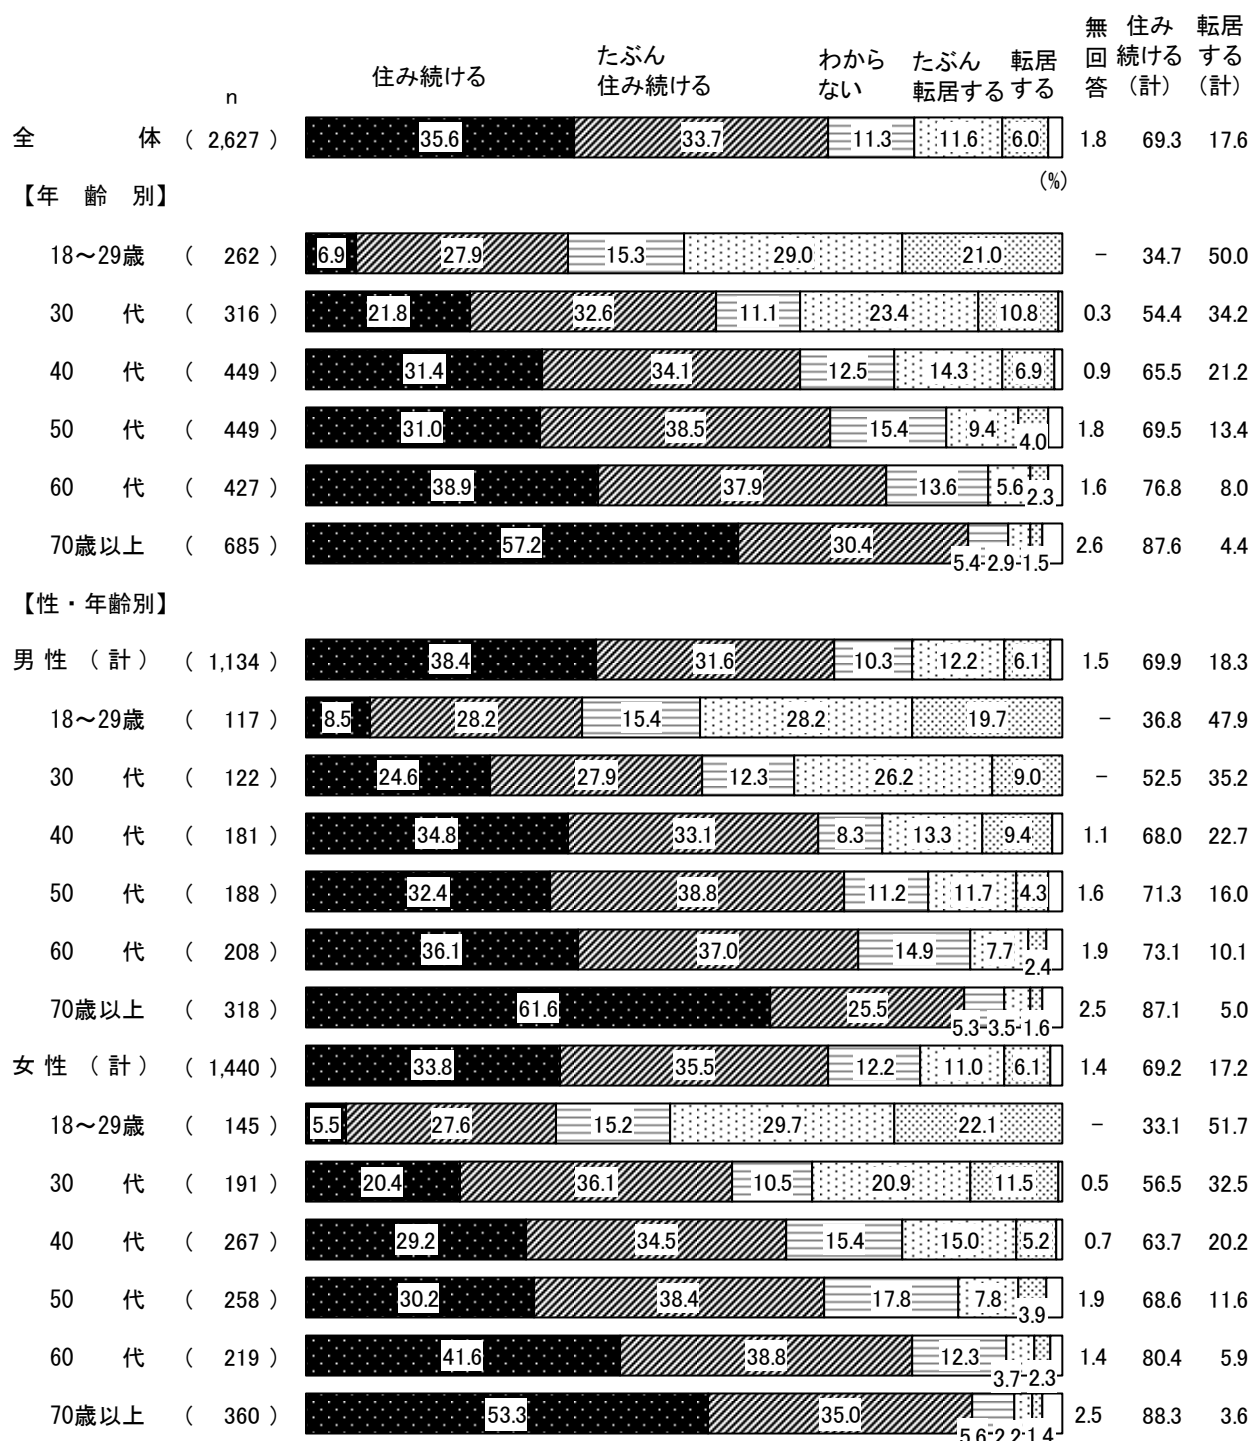 無 住み 転居
住み続ける たぶん わから たぶん 転居 回 続ける する
住み続ける ない 転居する する 答 （計） （計）
n
全 体 ( 2,627 ) 35.6 33.7 11.3 11.6 6.0 1.8 69.3 17.6
(%)
【年 齢 別】
18～29歳 ( 262 ) 6.9 27.9 15.3 29.0 21.0 － 34.7 50.0
30 代 ( 316 ) 21.8 32.6 11.1 23.4 10.8 0.3 54.4 34.2
40 代 ( 449 ) 31.4 34.1 12.5 14.3 6.9 0.9 65.5 21.2
50 代 ( 449 ) 31.0 38.5 15.4 9.4 4.0 1.8 69.5 13.4
60 代 ( 427 ) 38.9 37.9 13.6 5.6 2.3 1.6 76.8 8.0
70歳以上 ( 685 ) 57.2 30.4 5.4 2.9 1.5 2.6 87.6 4.4
【性・年齢別】
男 性 （ 計 ） ( 1,134 ) 38.4 31.6 10.3 12.2 6.1 1.5 69.9 18.3
18～29歳 ( 117 ) 8.5 28.2 15.4 28.2 19.7 － 36.8 47.9
30 代 ( 122 ) 24.6 27.9 12.3 26.2 9.0 － 52.5 35.2
40 代 ( 181 ) 34.8 33.1 8.3 13.3 9.4 1.1 68.0 22.7
50 代 ( 188 ) 32.4 38.8 11.2 11.7 4.3 1.6 71.3 16.0
60 代 ( 208 ) 36.1 37.0 14.9 7.7 2.4 1.9 73.1 10.1
70歳以上 ( 318 ) 61.6 25.5 5.3 3.5 1.6 2.5 87.1 5.0
女 性 （ 計 ） ( 1,440 ) 33.8 35.5 12.2 11.0 6.1 1.4 69.2 17.2
18～29歳 ( 145 ) 5.5 27.6 15.2 29.7 22.1 － 33.1 51.7
30 代 ( 191 ) 20.4 36.1 10.5 20.9 11.5 0.5 56.5 32.5
40 代 ( 267 ) 29.2 34.5 15.4 15.0 5.2 0.7 63.7 20.2
50 代 ( 258 ) 30.2 38.4 17.8 7.8 3.9 1.9 68.6 11.6
60 代 ( 219 ) 41.6 38.8 12.3 3.7 2.3 1.4 80.4 5.9
70歳以上 ( 360 ) 53.3 35.0 5.6 2.2 1.4 2.5 88.3 3.6